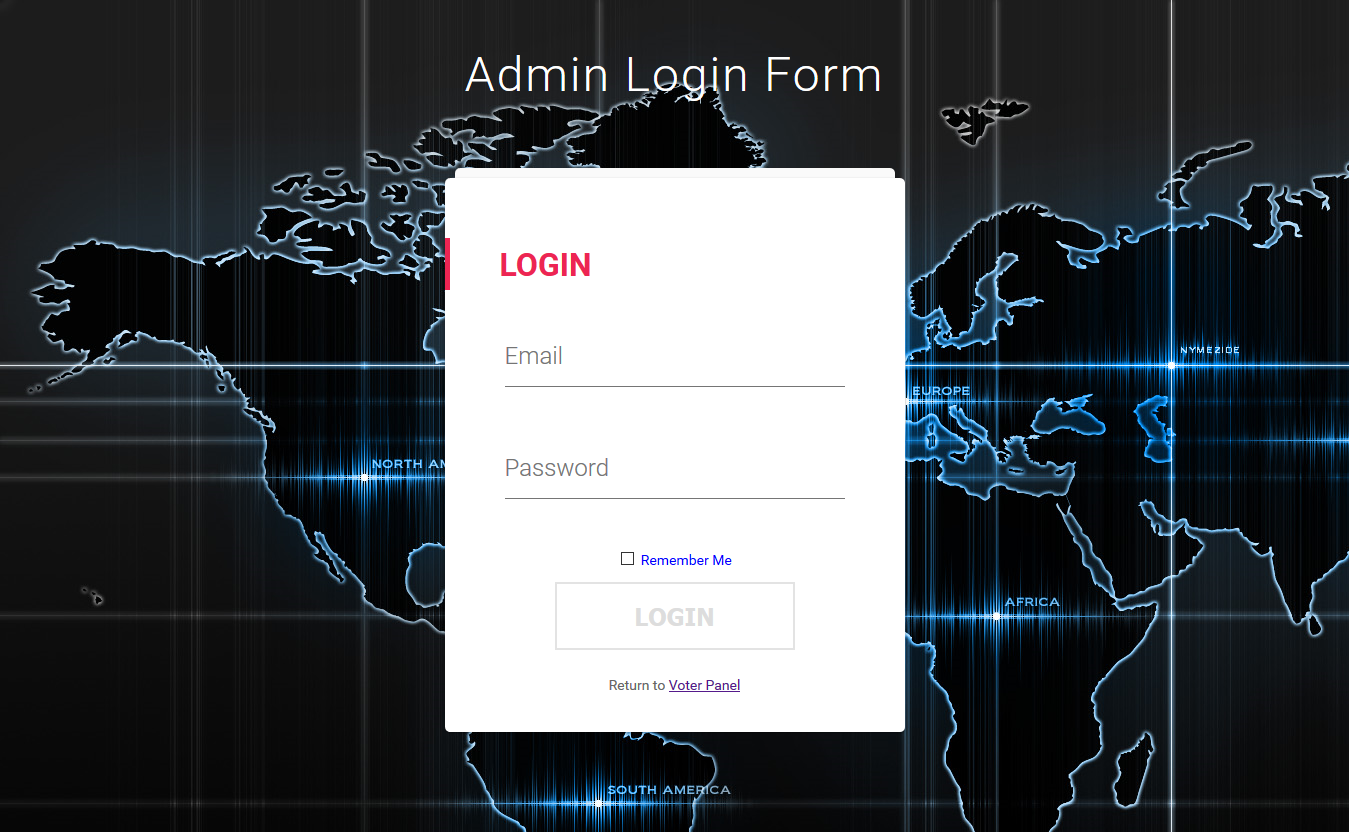 Admin Login Form
LOGIN
Email
Password
Remember Me
LOGIN
Return to Voter Panel
NYMEZIDE
EUROPE
NORTH AM
AFRICA
SOUTH AMERICA